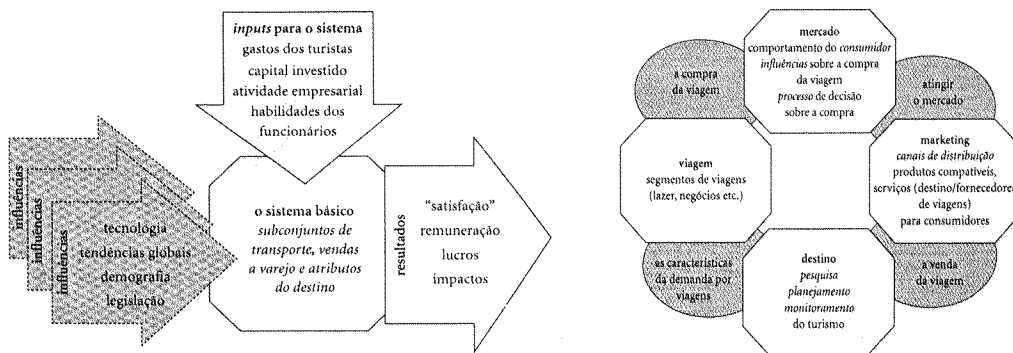 inputs para o sistema
gastos dos turistas
capital investido
atividade empresarial
habilidades dos
funcionários
influências
influências
influências
tecnologia
tendências globais
demografia
legislação
o sistema básico
subconjuntos de
transporte, vendas
a varejo e atributos
do destino
resultados
“satisfação”
remuneração
lucros
impactos
mercado
comportamento do consumidor
influências sobre a compra
da viagem
processo de decisão
sobre a compra
a compra
da viagem
atingir
o mercado
viagem
segmentos de viagens
(lazer, negócios etc.)
marketing
canais de distribuição
produtos compatíveis,
serviços (destino/fornecedores
de viagens)
para consumidores
as características
da demanda por
viagens
destino
pesquisa
planejamento
monitoramento
do turismo
a venda
da viagem